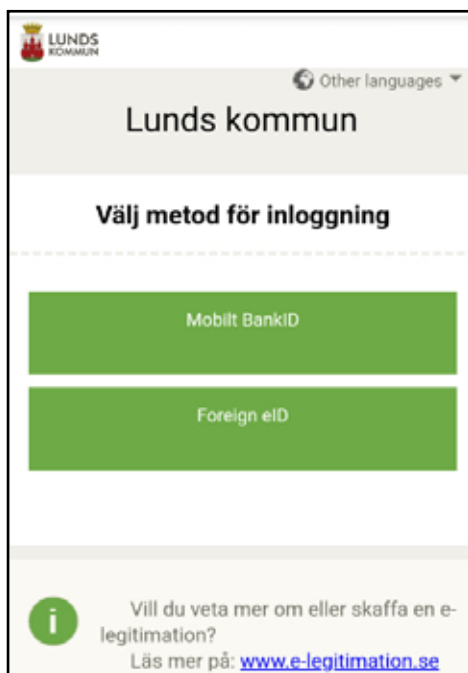 LUNDS
KOMMUN
Other languages
Lunds kommun
Välj metod för inloggning
Mobilt BankID
Foreign eID
i
Vill du veta mer om eller skaffa en e-
legitimation?
Läs mer på: www.e-legitimation.se